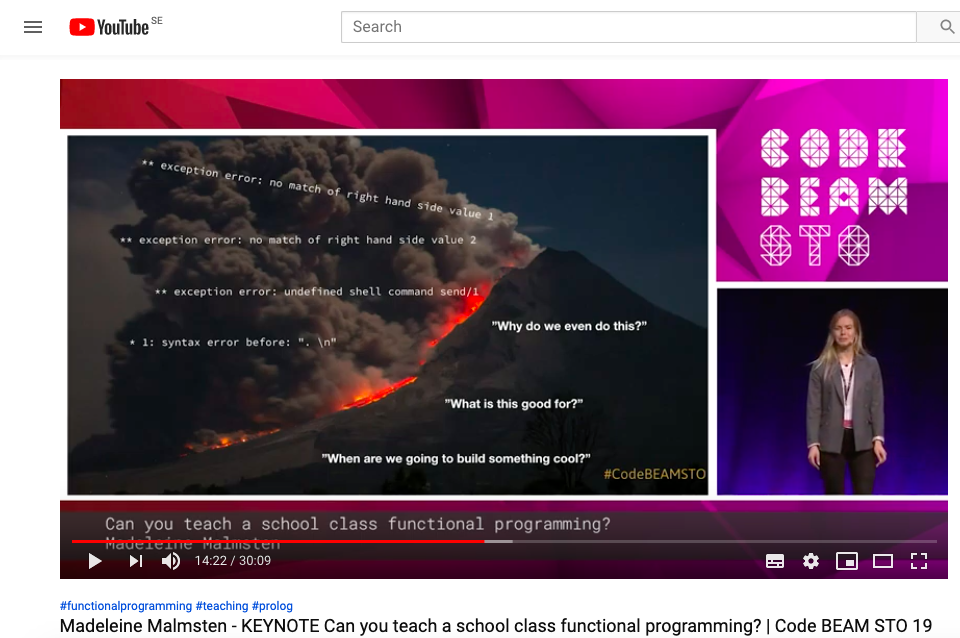 YouTube SE
Search
CODE
BEAM
STO
** exception error: no match of right hand side value 1
** exception error: no match of right hand side value 2
** exception error: undefined shell command send/1
"Why do we even do this?"
* 1: syntax error before: ". \n"
"What is this good for?"
"When are we going to build something cool?"
#CodeBEAMSTO
Can you teach a school class functional programming?
Madeleine Malmsten
14:22 / 30:09
#functionalprogramming #teaching #prolog
Madeleine Malmsten - KEYNOTE Can you teach a school class functional programming? | Code BEAM STO 19